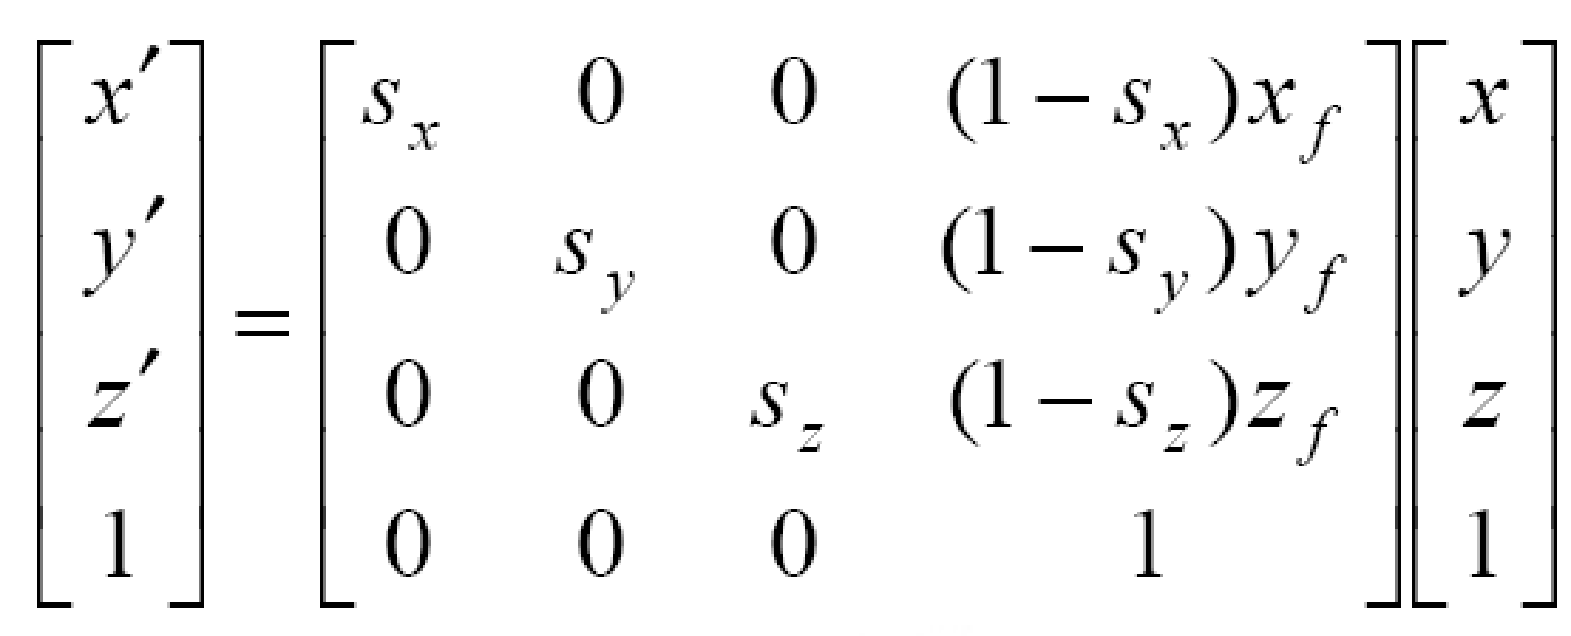 [x′] = [s_x 0 0 (1 − s_x)x_f] [x]
[y′] [0 s_y 0 (1 − s_y)y_f] [y]
[z′] [0 0 s_z (1 − s_z)z_f] [z]
[1] [0 0 0 1] [1]